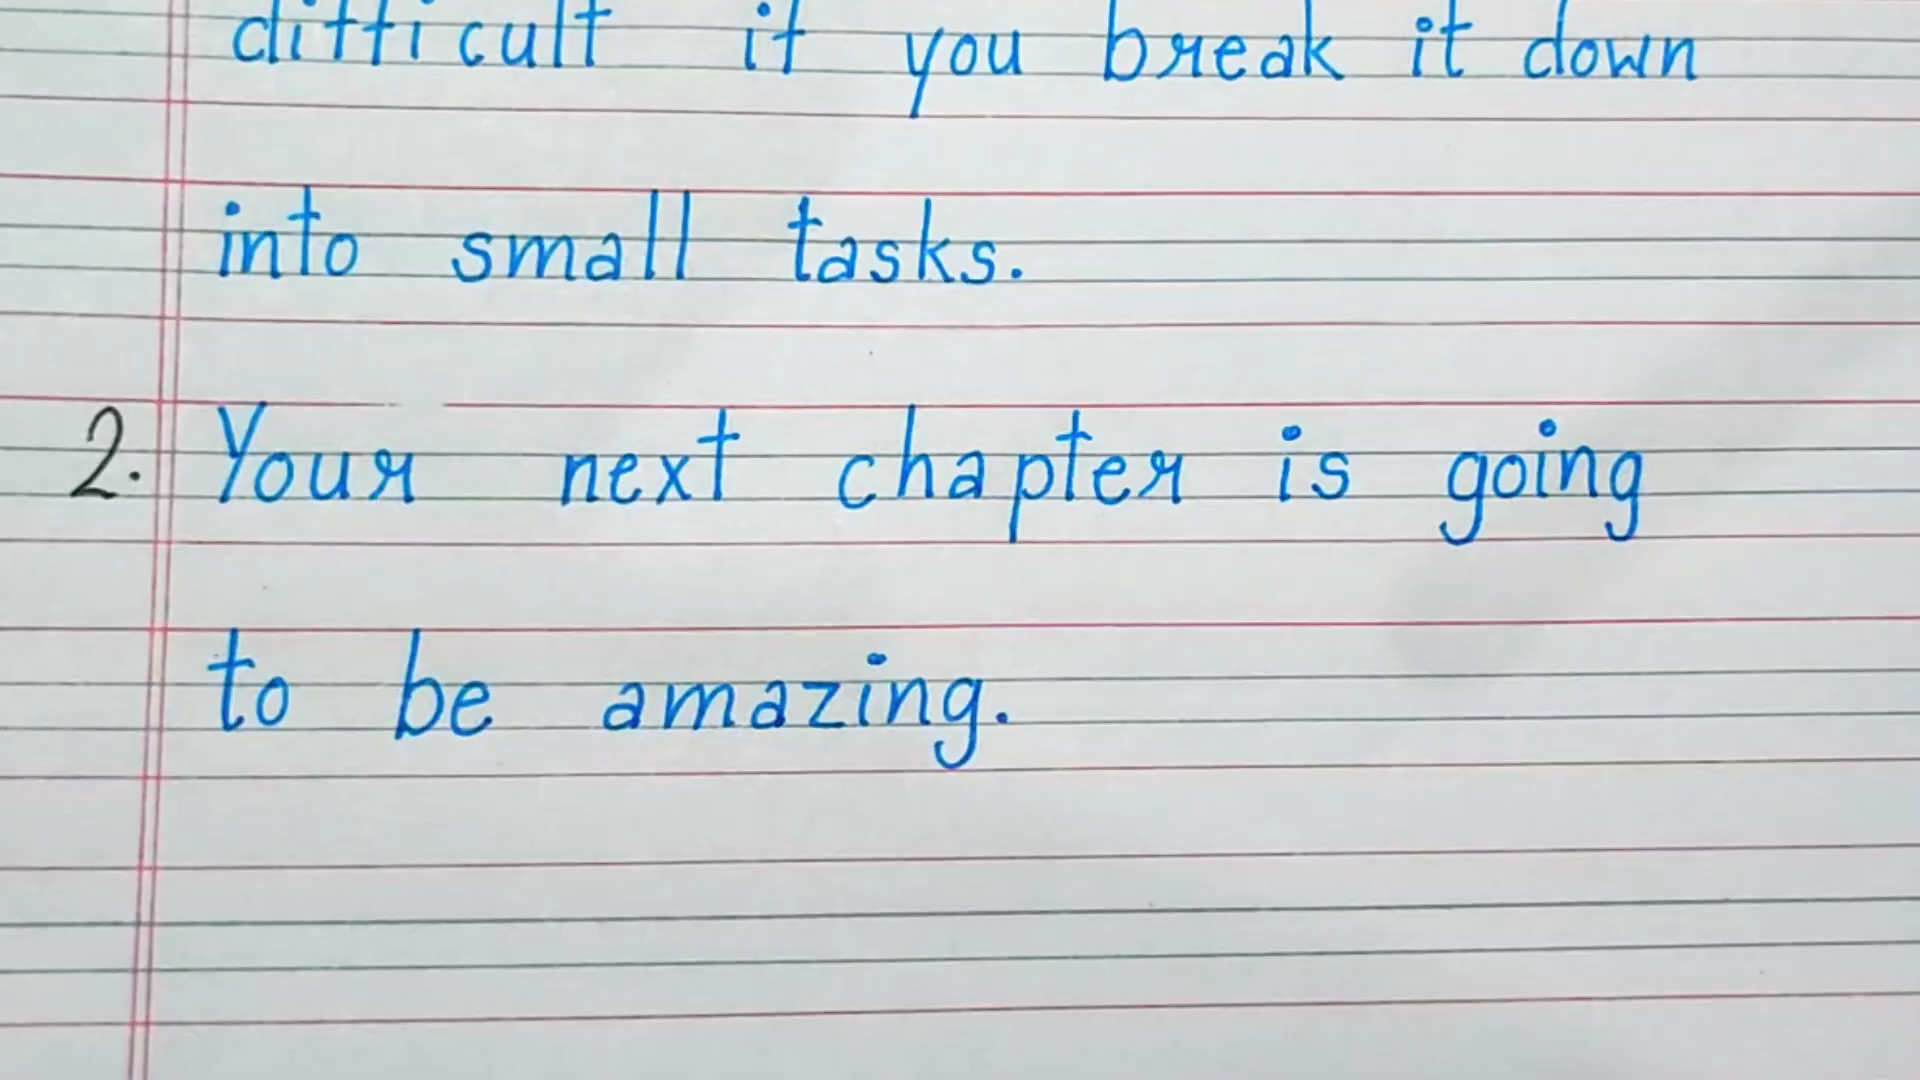 difficult if you break it down
into small tasks.
2. Your next chapter is going
to be amazing.